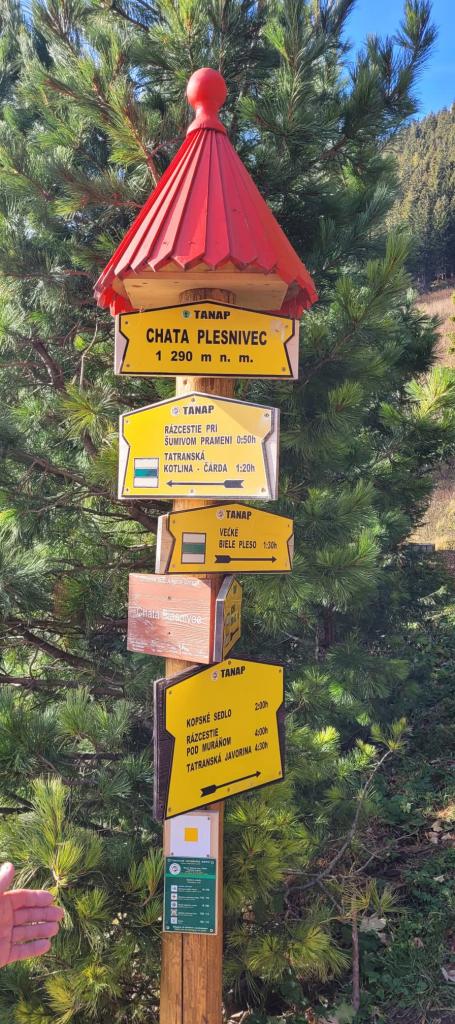 TANAP
CHATA PLESNIVEC
1 290 m n. m.
TANAP
RÁZCESTIE PRI
ŠUMIVOM PRAMENI 0:50h
TATRANSKÁ
KOTLINA - ČÁRDA 1:20h
TANAP
VEĽKÉ
BIELE PLESO 1:30h
Chata Plesnivec
TANAP
KOPSKÉ SEDLO 2:00h
RÁZCESTIE 4:00h
POD MURÁŇOM
TATRANSKÁ JAVORINA 4:30h